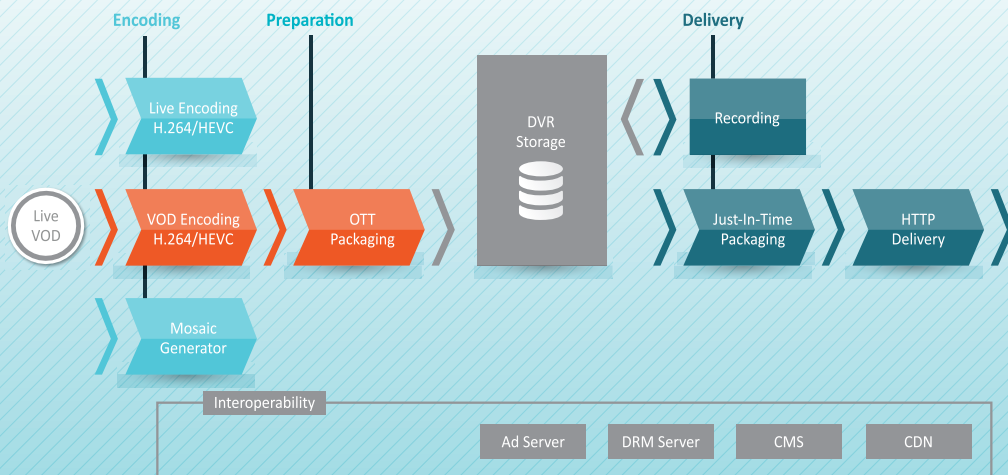 Encoding
Preparation
Delivery
Live Encoding
H.264/HEVC
DVR
Storage
Recording
Live
VOD
VOD Encoding
H.264/HEVC
OTT
Packaging
Just-In-Time
Packaging
HTTP
Delivery
Mosaic
Generator
Interoperability
Ad Server
DRM Server
CMS
CDN